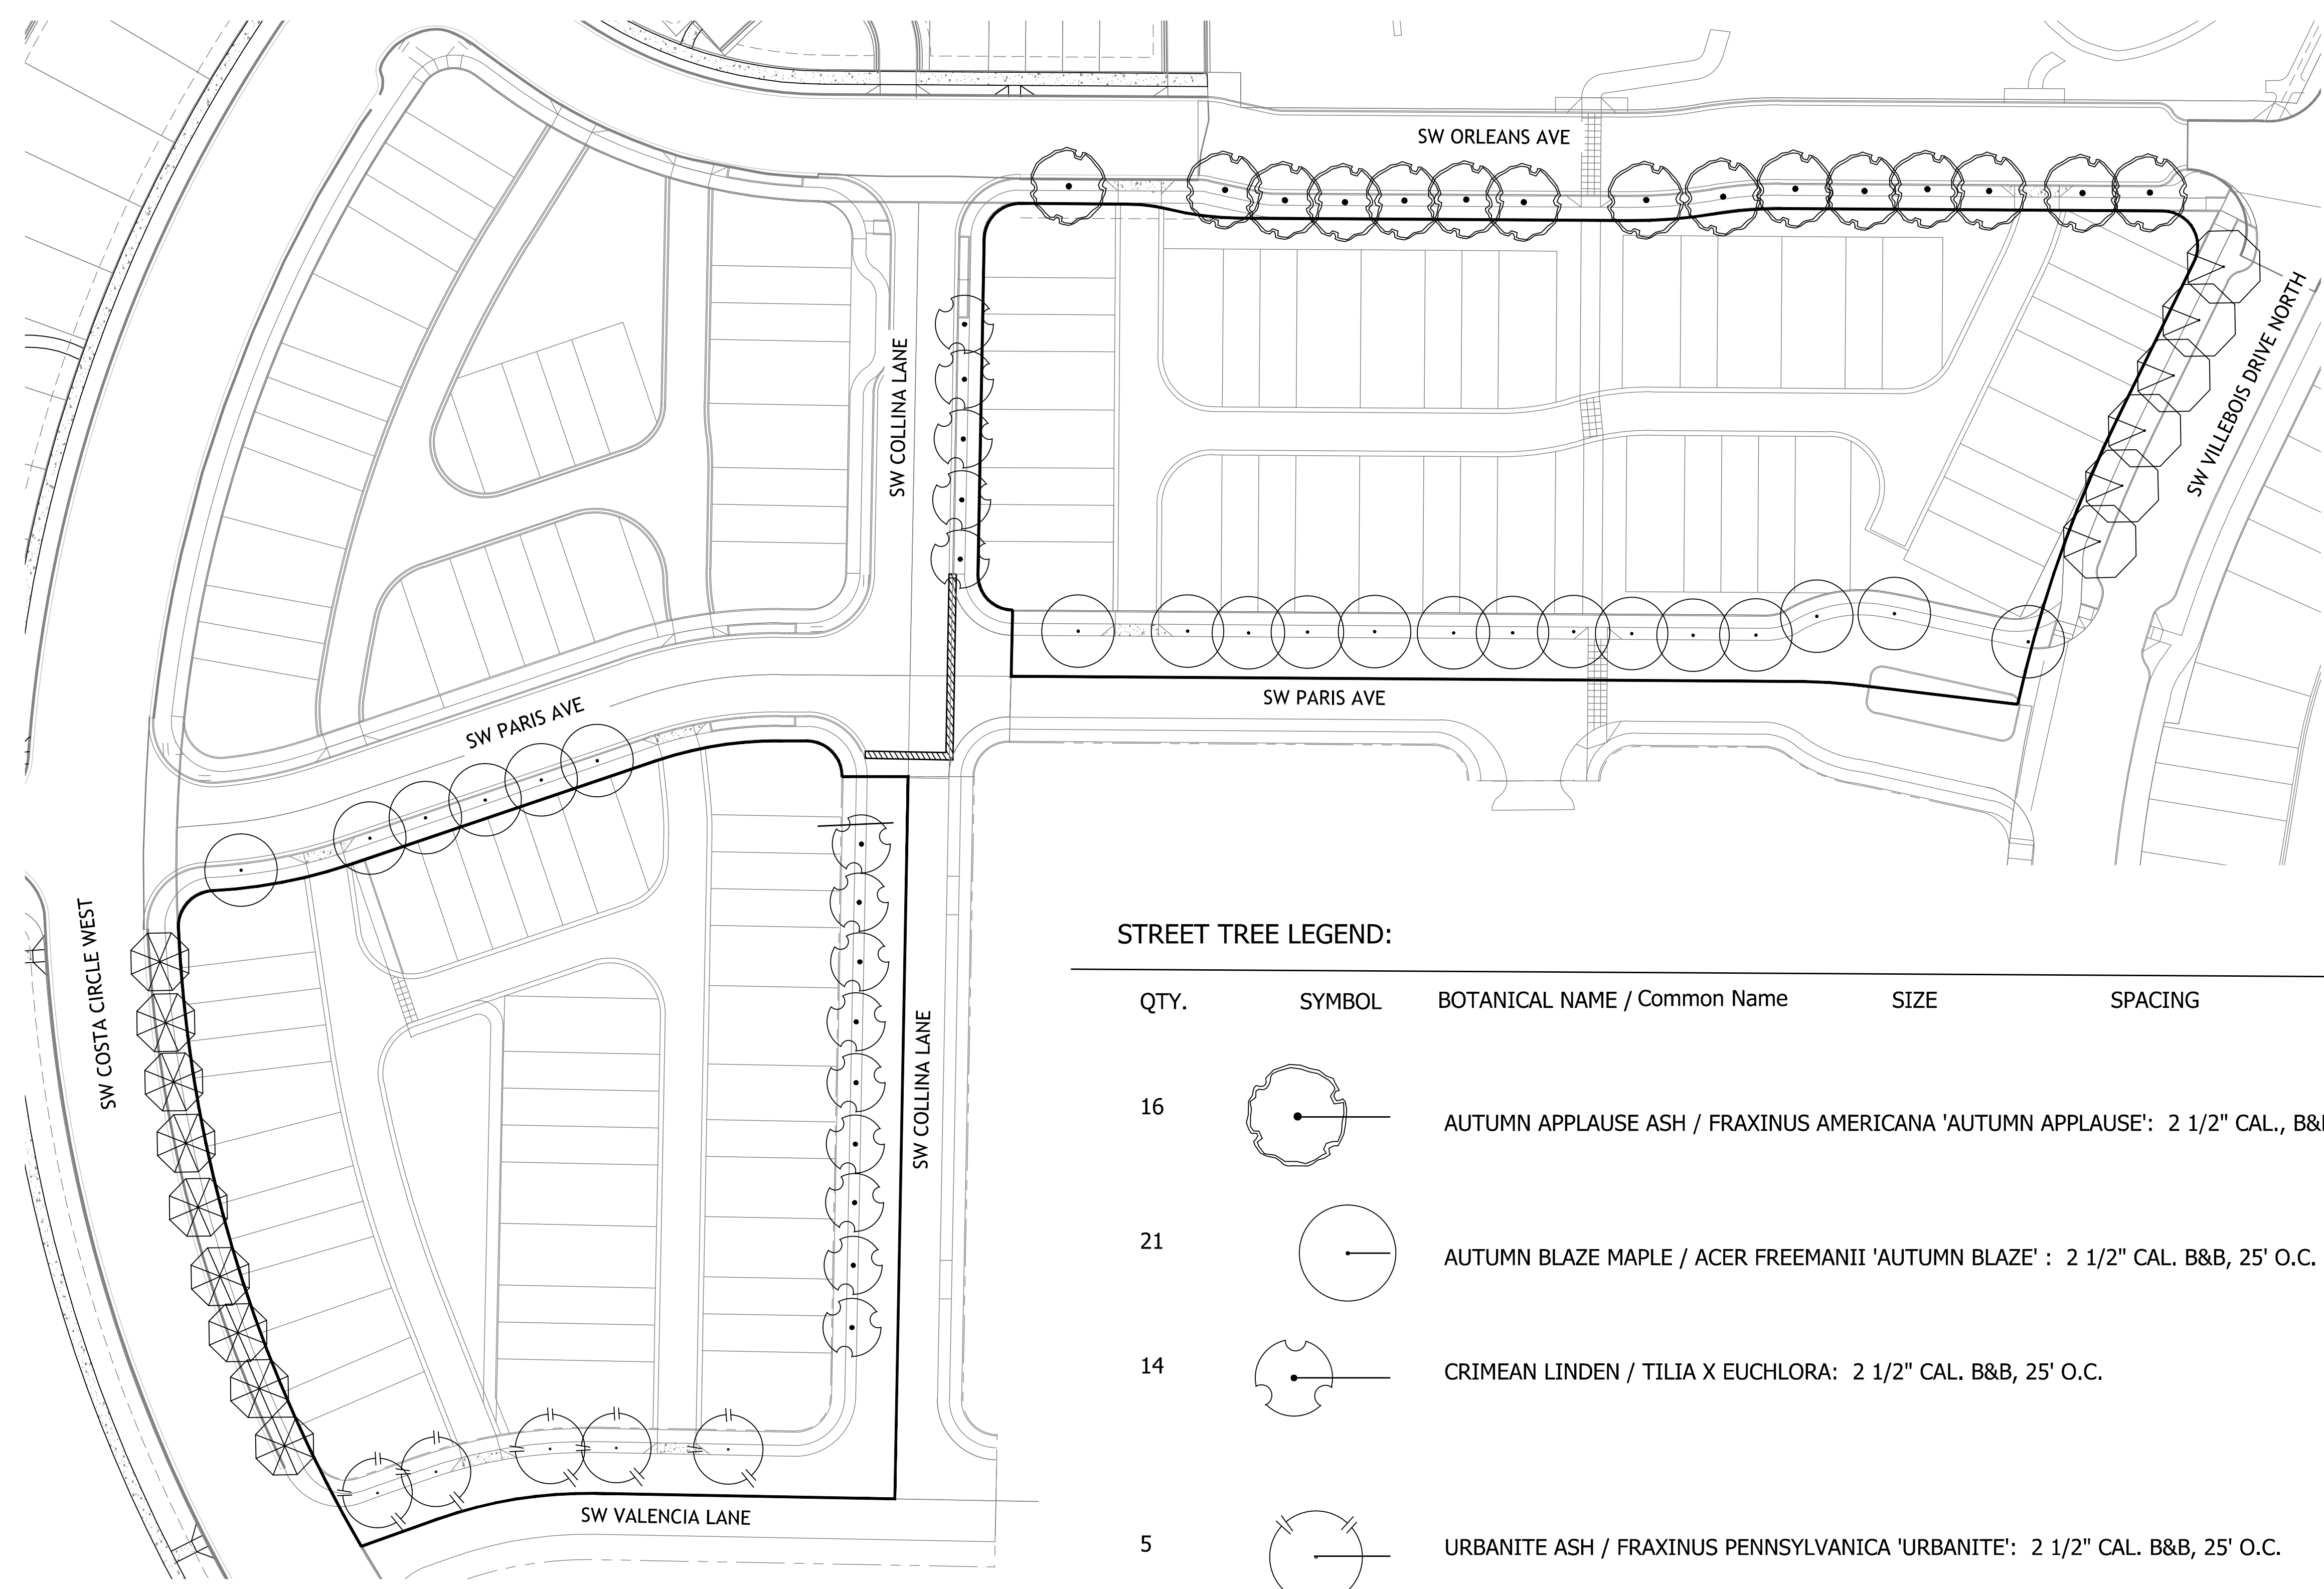 SW ORLEANS AVE
SW COLLINA LANE
SW VILLEBOIS DRIVE NORTH
SW PARIS AVE
SW PARIS AVE
SW COSTA CIRCLE WEST
SW COLLINA LANE
SW VALENCIA LANE
STREET TREE LEGEND:
QTY. SYMBOL BOTANICAL NAME / Common Name SIZE SPACING
16 AUTUMN APPLAUSE ASH / FRAXINUS AMERICANA 'AUTUMN APPLAUSE': 2 1/2" CAL., B&
21 AUTUMN BLAZE MAPLE / ACER FREEMANII 'AUTUMN BLAZE' : 2 1/2" CAL. B&B, 25' O.C.
14 CRIMEAN LINDEN / TILIA X EUCHLORA: 2 1/2" CAL. B&B, 25' O.C.
5 URBANITE ASH / FRAXINUS PENNSYLVANICA 'URBANITE': 2 1/2" CAL. B&B, 25' O.C.